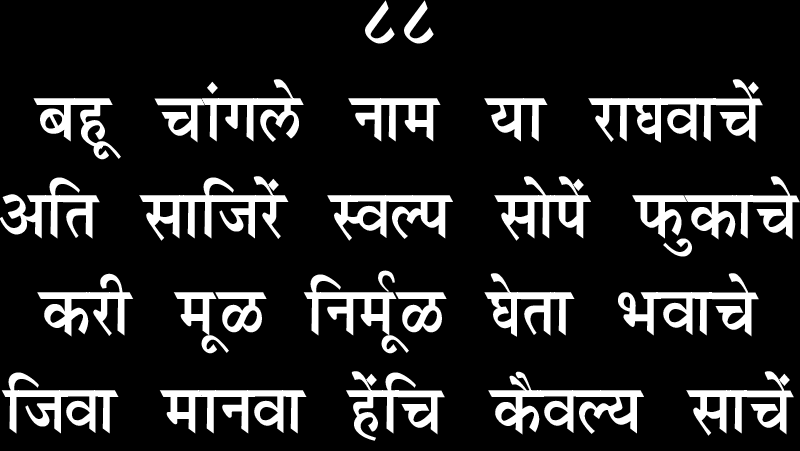 ८८
बहू चांगले नाम या राघवाचें
अति साजिरें स्वल्प सोपें फुकाचे
करी मूळ निर्मूळ घेता भवाचे
जिवा मानवा हेंचि कैवल्य साचें